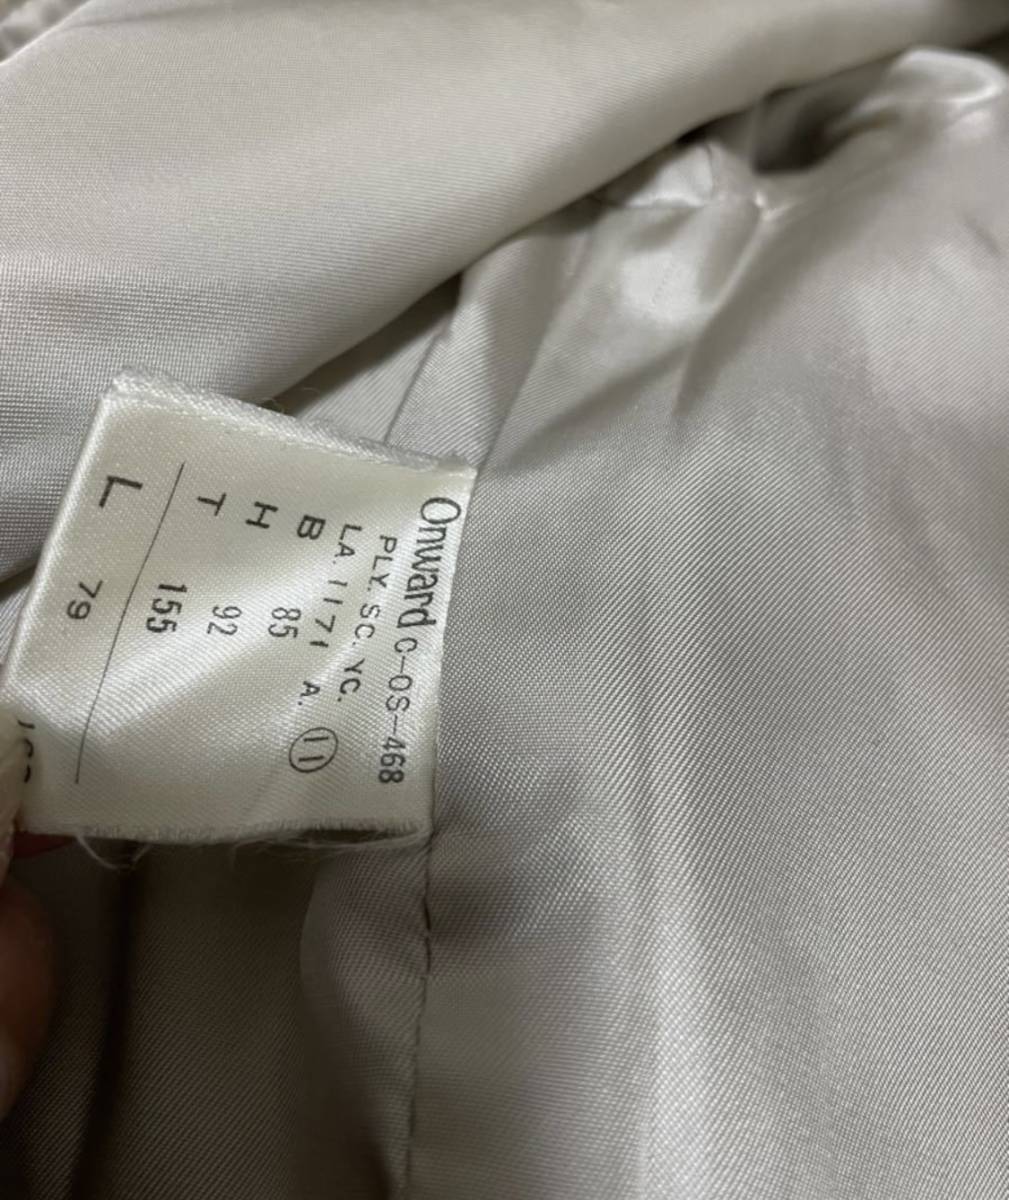 Onward C-OS-468
PLY. SC. YC.
LA. 1171 A. 11
B 85
H 92
T 155
L 79